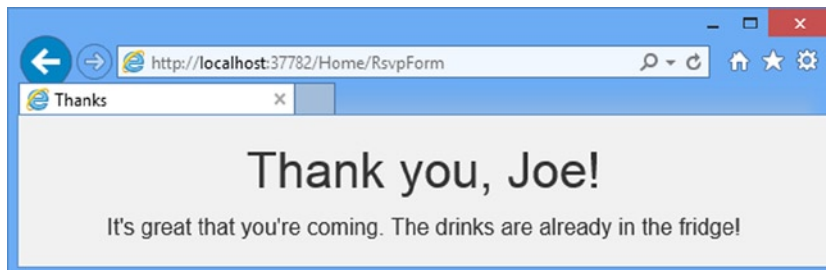 http://localhost:37782/Home/RsvpForm
Thanks
Thank you, Joe!
It's great that you're coming. The drinks are already in the fridge!